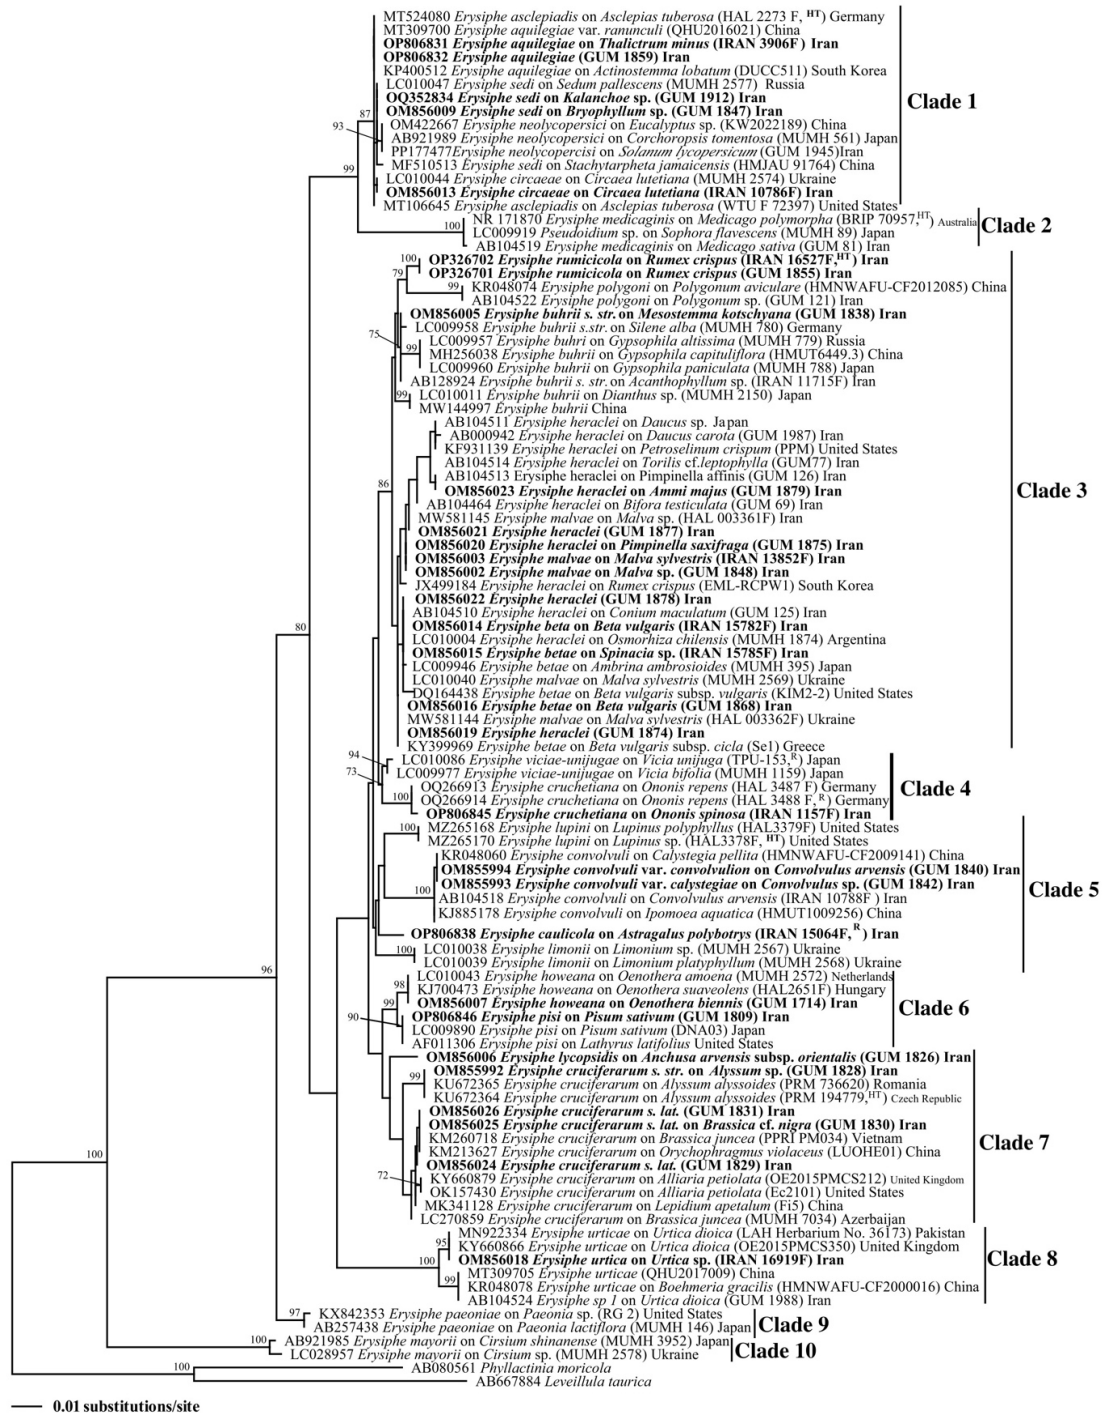 MT524080 Erysiphe asclepiadis on Asclepias tuberosa (HAL 2273 F, HT) Germany
MT309700 Erysiphe aquilegiae var. ranunculi (QHU2016021) China
OP806831 Erysiphe aquilegiae on Thalictrum minus (IRAN 3906F) Iran
OP806832 Erysiphe aquilegiae (GUM 1859) Iran
KP400512 Erysiphe aquilegiae on Actinostemma lobatum (DUCC511) South Korea
LC010047 Erysiphe sedi on Sedum pallescens (MUMH 2577) Russia
OQ352834 Erysiphe sedi on Kalanchoe sp. (GUM 1912) Iran
Clade 1
OM856009 Erysiphe sedi on Bryophyllum sp. (GUM 1847) Iran
87
OM422667 Erysiphe neolycopersici on Eucalyptus sp. (KW2022189) China
93
AB921989 Erysiphe neolycopersici on Corchoropsis tomentosa (MUMH 561) Japan
PP177477Erysiphe neolycopercisi on Solanum lycopersicum (GUM 1945)Iran
MF510513 Erysiphe sedi on Stachytarpheta jamaicensis (HMJAU 91764) China
99
LC010044 Erysiphe circaeae on Circaea lutetiana (MUMH 2574) Ukraine
OM856013 Erysiphe circaeae on Circaea lutetiana (IRAN 10786F) Iran
MT106645 Erysiphe asclepiadis on Asclepias tuberosa (WTU F 72397) United States
NR 171870 Erysiphe medicaginis on Medicago polymorpha (BRIP 70957,HT) Australia
100
LC009919 Pseudoidium sp. on Sophora flavescens (MUMH 89) Japan
Clade 2
AB104519 Erysiphe medicaginis on Medicago sativa (GUM 81) Iran
100
OP326702 Erysiphe rumicicola on Rumex crispus (IRAN 16527F,HT) Iran
79
OP326701 Erysiphe rumicicola on Rumex crispus (GUM 1855) Iran
99
KR048074 Erysiphe polygoni on Polygonum aviculare (HMNWAFU-CF2012085) China
AB104522 Erysiphe polygoni on Polygonum sp. (GUM 121) Iran
OM856005 Erysiphe buhrii s. str. on Mesostemma kotschyana (GUM 1838) Iran
LC009958 Erysiphe buhrii s.str. on Silene alba (MUMH 780) Germany
75
LC009957 Erysiphe buhri on Gypsophila altissima (MUMH 779) Russia
99
MH256038 Erysiphe buhrii on Gypsophila capituliflora (HMUT6449.3) China
LC009960 Erysiphe buhrii on Gypsophila paniculata (MUMH 788) Japan
AB128924 Erysiphe buhrii s. str. on Acanthophyllum sp. (IRAN 11715F) Iran
99
LC010011 Erysiphe buhrii on Dianthus sp. (MUMH 2150) Japan
MW144997 Erysiphe buhrii China
AB104511 Erysiphe heraclei on Daucus sp. Japan
AB000942 Erysiphe heraclei on Daucus carota (GUM 1987) Iran
KF931139 Erysiphe heraclei on Petroselinum crispum (PPM) United States
AB104514 Erysiphe heraclei on Torilis cf.leptophylla (GUM77) Iran
AB104513 Erysiphe heraclei on Pimpinella affinis (GUM 126) Iran
86
OM856023 Erysiphe heraclei on Ammi majus (GUM 1879) Iran
Clade 3
AB104464 Erysiphe heraclei on Bifora testiculata (GUM 69) Iran
MW581145 Erysiphe malvae on Malva sp. (HAL 003361F) Iran
OM856021 Erysiphe heraclei (GUM 1877) Iran
OM856020 Erysiphe heraclei on Pimpinella saxifraga (GUM 1875) Iran
OM856003 Erysiphe malvae on Malva sylvestris (IRAN 13852F) Iran
OM856002 Erysiphe malvae on Malva sp. (GUM 1848) Iran
JX499184 Erysiphe heraclei on Rumex crispus (EML-RCPW1) South Korea
OM856022 Erysiphe heraclei (GUM 1878) Iran
AB104510 Erysiphe heraclei on Conium maculatum (GUM 125) Iran
80
OM856014 Erysiphe beta on Beta vulgaris (IRAN 15782F) Iran
LC010004 Erysiphe heraclei on Osmorhiza chilensis (MUMH 1874) Argentina
OM856015 Erysiphe betae on Spinacia sp. (IRAN 15785F) Iran
LC009946 Erysiphe betae on Ambrina ambrosioides (MUMH 395) Japan
LC010040 Erysiphe malvae on Malva sylvestris (MUMH 2569) Ukraine
DQ164438 Erysiphe betae on Beta vulgaris subsp. vulgaris (KIM2-2) United States
OM856016 Erysiphe betae on Beta vulgaris (GUM 1868) Iran
MW581144 Erysiphe malvae on Malva sylvestris (HAL 003362F) Ukraine
OM856019 Erysiphe heraclei (GUM 1874) Iran
KY399969 Erysiphe betae on Beta vulgaris subsp. cicla (Se1) Greece
94
LC010086 Erysiphe viciae-unijugae on Vicia unijuga (TPU-153,R) Japan
73
LC009977 Erysiphe viciae-unijugae on Vicia bifolia (MUMH 1159) Japan
OQ266913 Erysiphe cruchetiana on Ononis repens (HAL 3487 F) Germany
Clade 4
100
OQ266914 Erysiphe cruchetiana on Ononis repens (HAL 3488 F, R) Germany
OP806845 Erysiphe cruchetiana on Ononis spinosa (IRAN 1157F) Iran
100
MZ265168 Erysiphe lupini on Lupinus polyphyllus (HAL3379F) United States
MZ265170 Erysiphe lupini on Lupinus sp. (HAL3378F, HT) United States
KR048060 Erysiphe convolvuli on Calystegia pellita (HMNWAFU-CF2009141) China
OM855994 Erysiphe convolvuli var. convolvulion on Convolvulus arvensis (GUM 1840) Iran
100
OM855993 Erysiphe convolvuli var. calystegiae on Convolvulus sp. (GUM 1842) Iran
Clade 5
AB104518 Erysiphe convolvuli on Convolvulus arvensis (IRAN 10788F ) Iran
KJ885178 Erysiphe convolvuli on Ipomoea aquatica (HMUT1009256) China
OP806838 Erysiphe caulicola on Astragalus polybotrys (IRAN 15064F, R ) Iran
100
LC010038 Erysiphe limonii on Limonium sp. (MUMH 2567) Ukraine
LC010039 Erysiphe limonii on Limonium platyphyllum (MUMH 2568) Ukraine
96
LC010043 Erysiphe howeana on Oenothera amoena (MUMH 2572) Netherlands
98
KJ700473 Erysiphe howeana on Oenothera suaveolens (HAL2651F) Hungary
99
OM856007 Erysiphe howeana on Oenothera biennis (GUM 1714) Iran
Clade 6
90
OP806846 Erysiphe pisi on Pisum sativum (GUM 1809) Iran
LC009890 Erysiphe pisi on Pisum sativum (DNA03) Japan
AF011306 Erysiphe pisi on Lathyrus latifolius United States
OM856006 Erysiphe lycopsidis on Anchusa arvensis subsp. orientalis (GUM 1826) Iran
OM855992 Erysiphe cruciferarum s. str. on Alyssum sp. (GUM 1828) Iran
99
KU672365 Erysiphe cruciferarum on Alyssum alyssoides (PRM 736620) Romania
KU672364 Erysiphe cruciferarum on Alyssum alyssoides (PRM 194779,HT) Czech Republic
OM856026 Erysiphe cruciferarum s. lat. (GUM 1831) Iran
OM856025 Erysiphe cruciferarum s. lat. on Brassica cf. nigra (GUM 1830) Iran
KM260718 Erysiphe cruciferarum on Brassica juncea (PPRI PM034) Vietnam
Clade 7
KM213627 Erysiphe cruciferarum on Orychophragmus violaceus (LUOHE01) China
100
OM856024 Erysiphe cruciferarum s. lat. (GUM 1829) Iran
72
KY660879 Erysiphe cruciferarum on Alliaria petiolata (OE2015PMCS212) United Kingdom
OK157430 Erysiphe cruciferarum on Alliaria petiolata (Ec2101) United States
MK341128 Erysiphe cruciferarum on Lepidium apetalum (Fi5) China
LC270859 Erysiphe cruciferarum on Brassica juncea (MUMH 7034) Azerbaijan
MN922334 Erysiphe urticae on Urtica dioica (LAH Herbarium No. 36173) Pakistan
95
KY660866 Erysiphe urticae on Urtica dioica (OE2015PMCS350) United Kingdom
100
OM856018 Erysiphe urtica on Urtica sp. (IRAN 16919F) Iran
Clade 8
MT309705 Erysiphe urticae (QHU2017009) China
99
KR048078 Erysiphe urticae on Boehmeria gracilis (HMNWAFU-CF2000016) China
AB104524 Erysiphe sp 1 on Urtica dioica (GUM 1988) Iran
97
KX842353 Erysiphe paeoniae on Paeonia sp. (RG 2) United States
AB257438 Erysiphe paeoniae on Paeonia lactiflora (MUMH 146) Japan
Clade 9
100
AB921985 Erysiphe mayorii on Cirsium shinanense (MUMH 3952) Japan
LC028957 Erysiphe mayorii on Cirsium sp. (MUMH 2578) Ukraine
Clade 10
100
AB080561 Phyllactinia moricola
AB667884 Leveillula taurica
0.01 substitutions/site